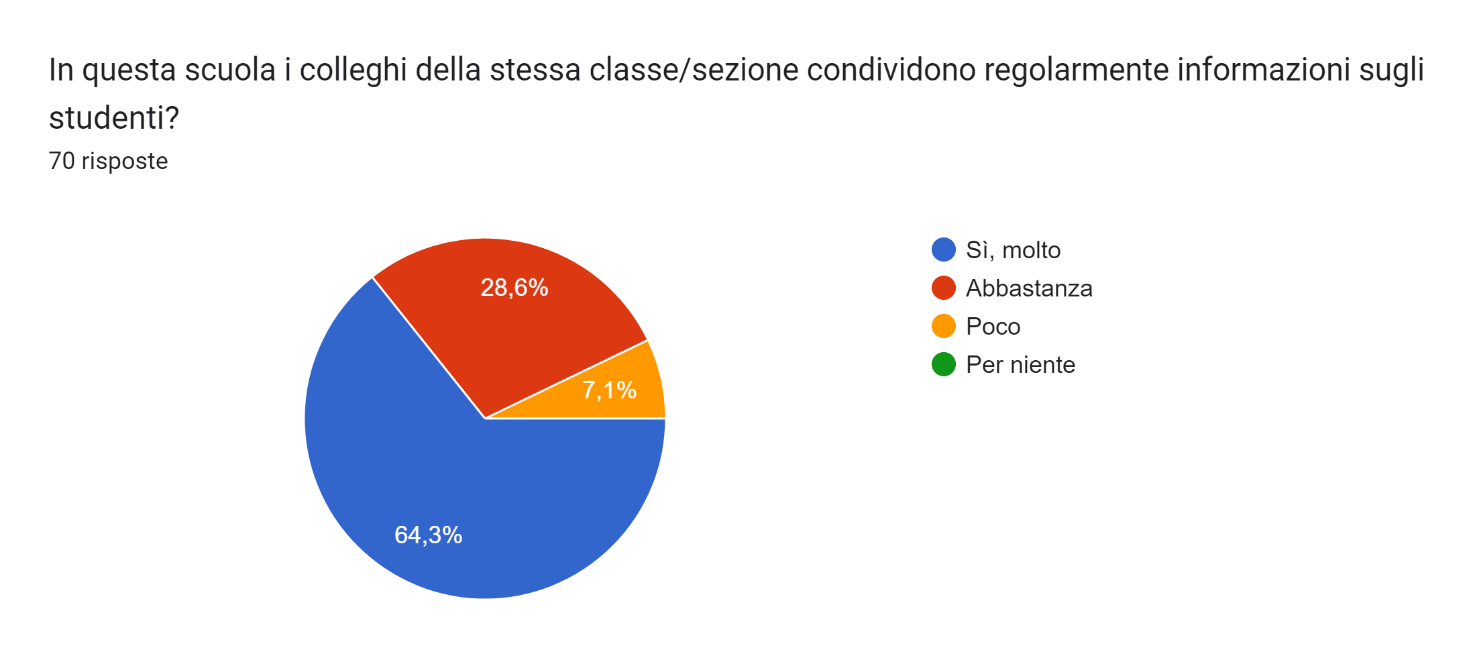 In questa scuola i colleghi della stessa classe/sezione condividono regolarmente informazioni sugli
studenti?
70 risposte
Sì, molto
Abbastanza
Poco
Per niente
28,6%
7,1%
64,3%